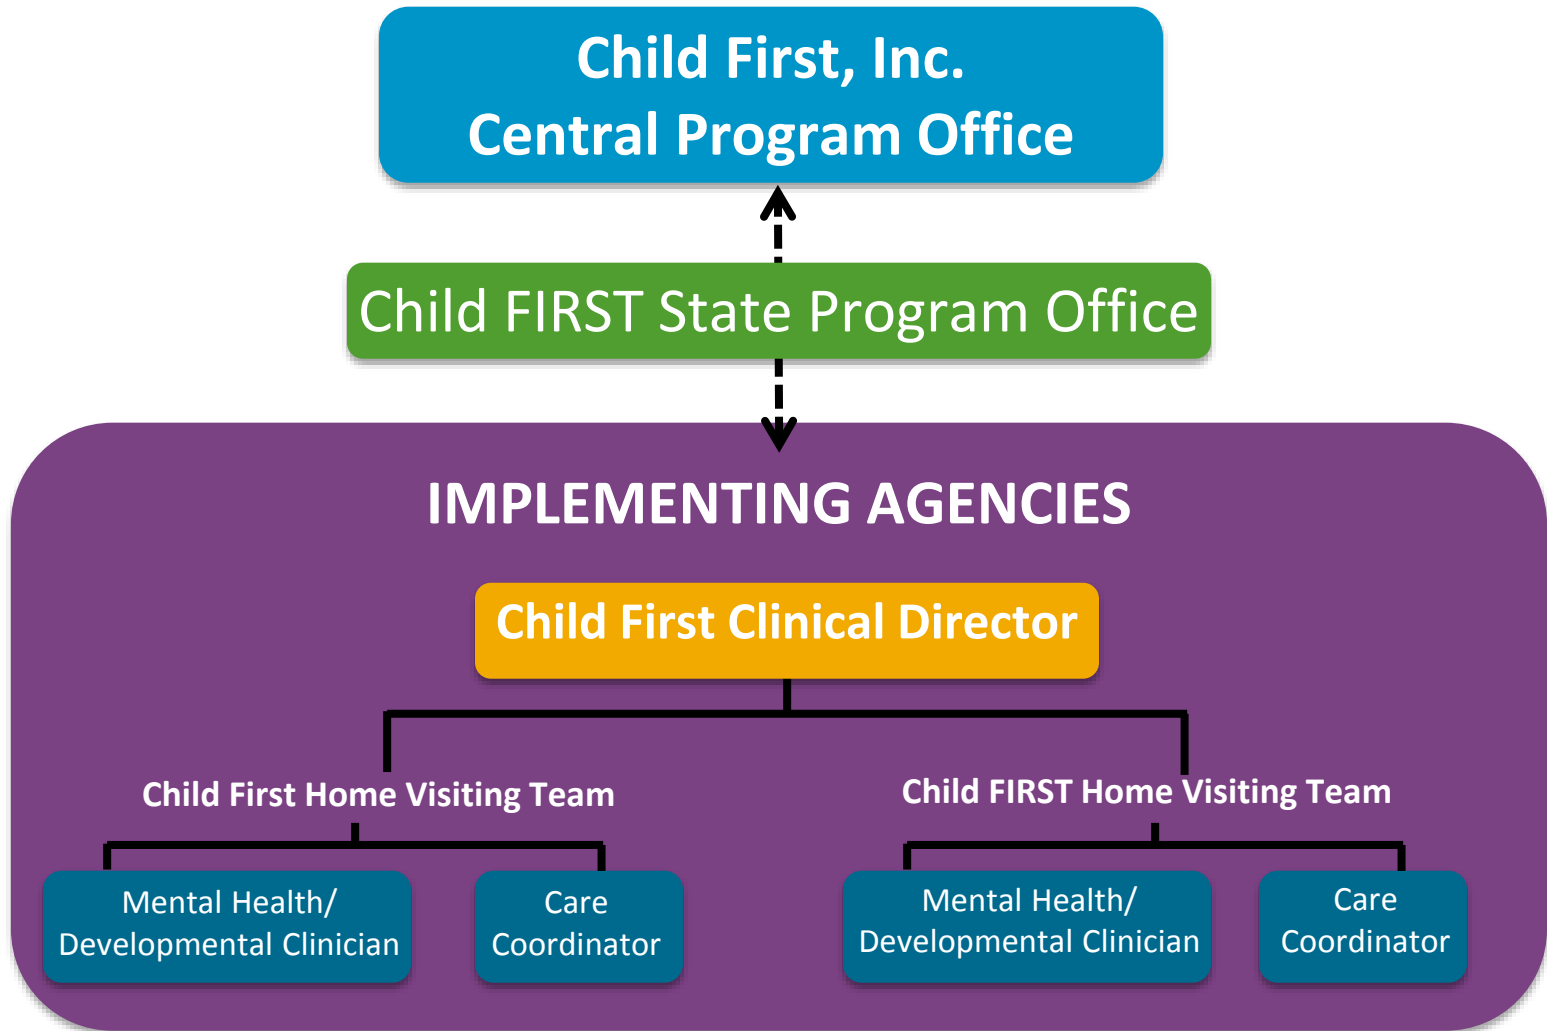 Child First, Inc.
Central Program Office
Child FIRST State Program Office
IMPLEMENTING AGENCIES
Child First Clinical Director
Child First Home Visiting Team
Mental Health/
Developmental Clinician
Care
Coordinator
Child FIRST Home Visiting Team
Mental Health/
Developmental Clinician
Care
Coordinator